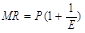 MR = P(1 + 1/E)